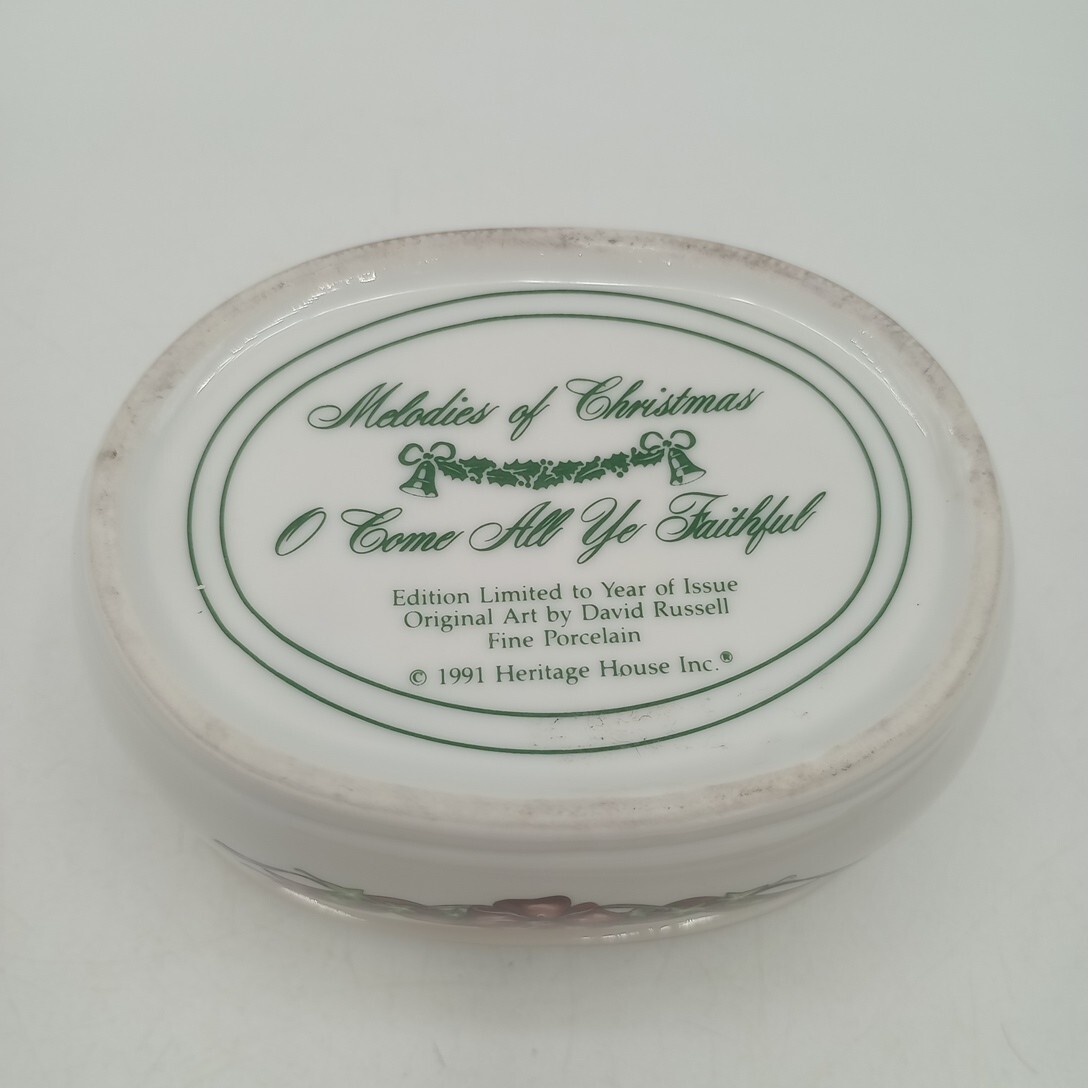 Melodies of Christmas
O Come All Ye Faithful
Edition Limited to Year of Issue
Original Art by David Russell
Fine Porcelain
© 1991 Heritage House Inc.®